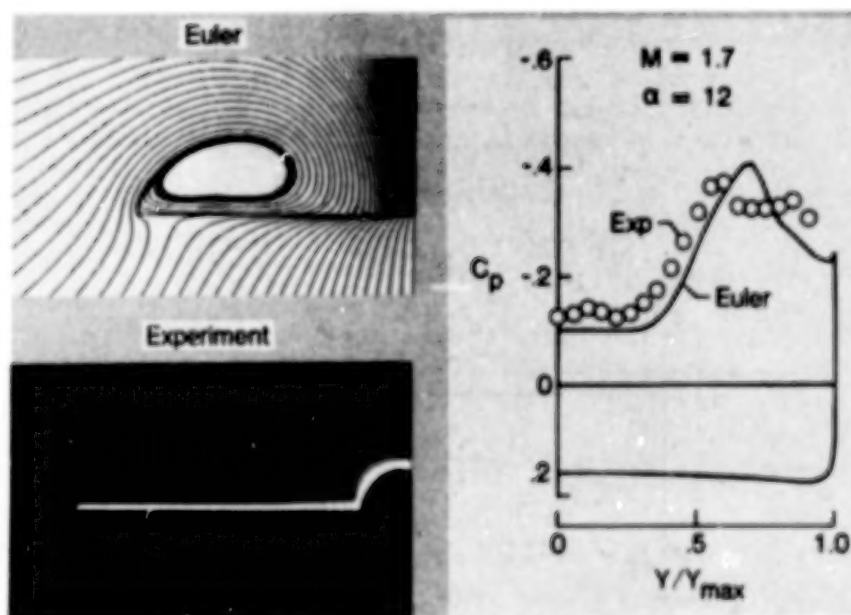 Euler
Experiment
M = 1.7
α = 12
-.6
-.4
-.2
0
.2
Cp
Exp
Euler
0
.5
1.0
Y/Ymax